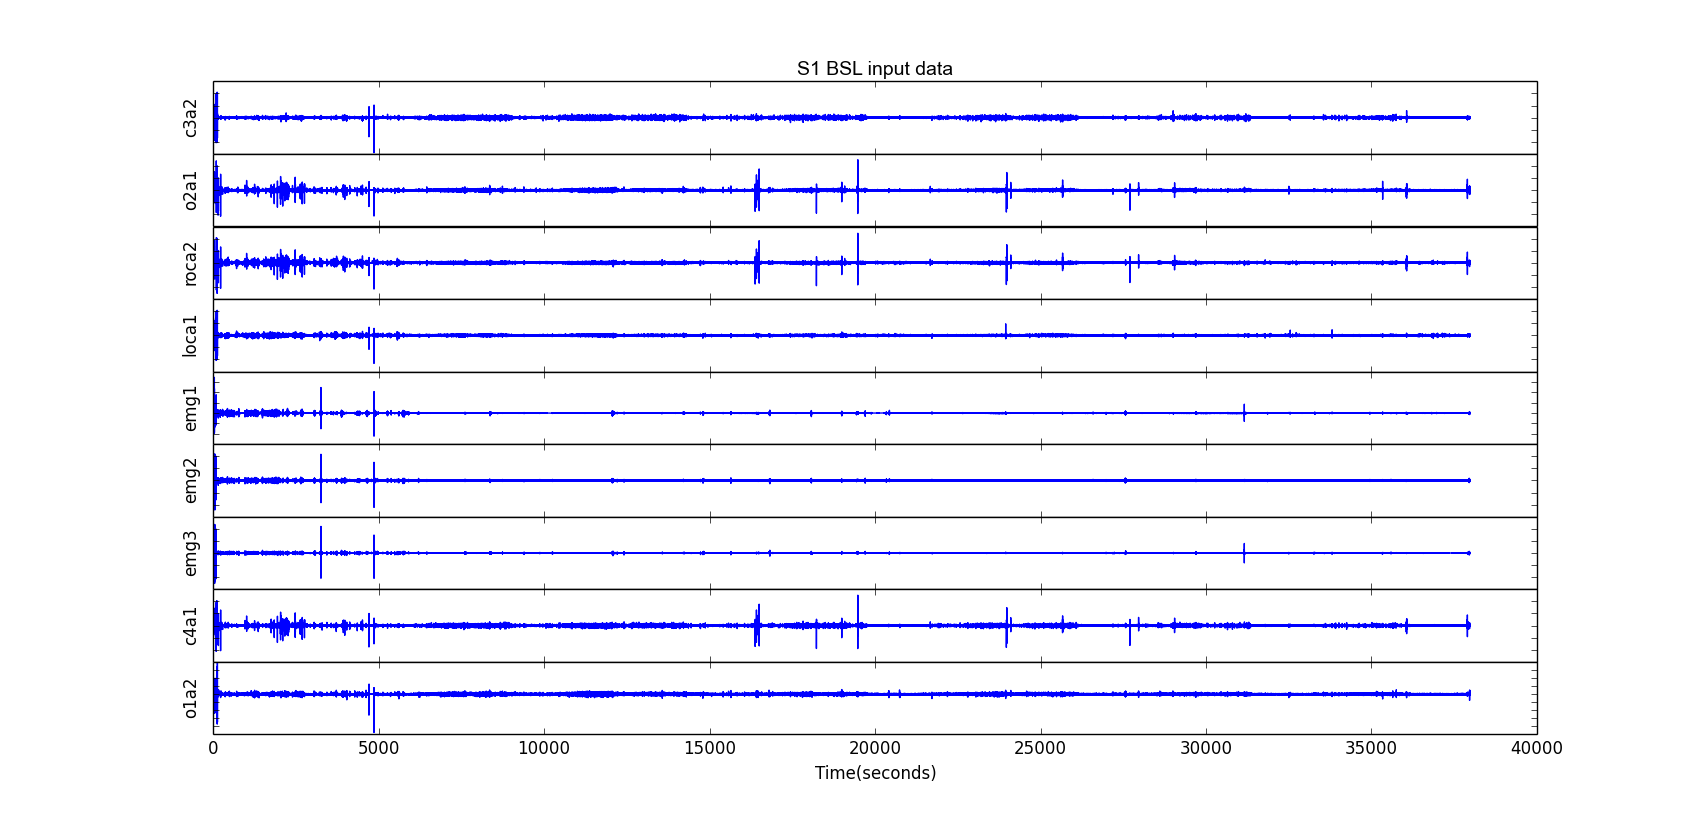 S1 BSL input data
c3a2
o2a1
roca2
loca1
emg1
emg2
emg3
c4a1
o1a2
0 5000 10000 15000 20000 25000 30000 35000 40000
Time(seconds)